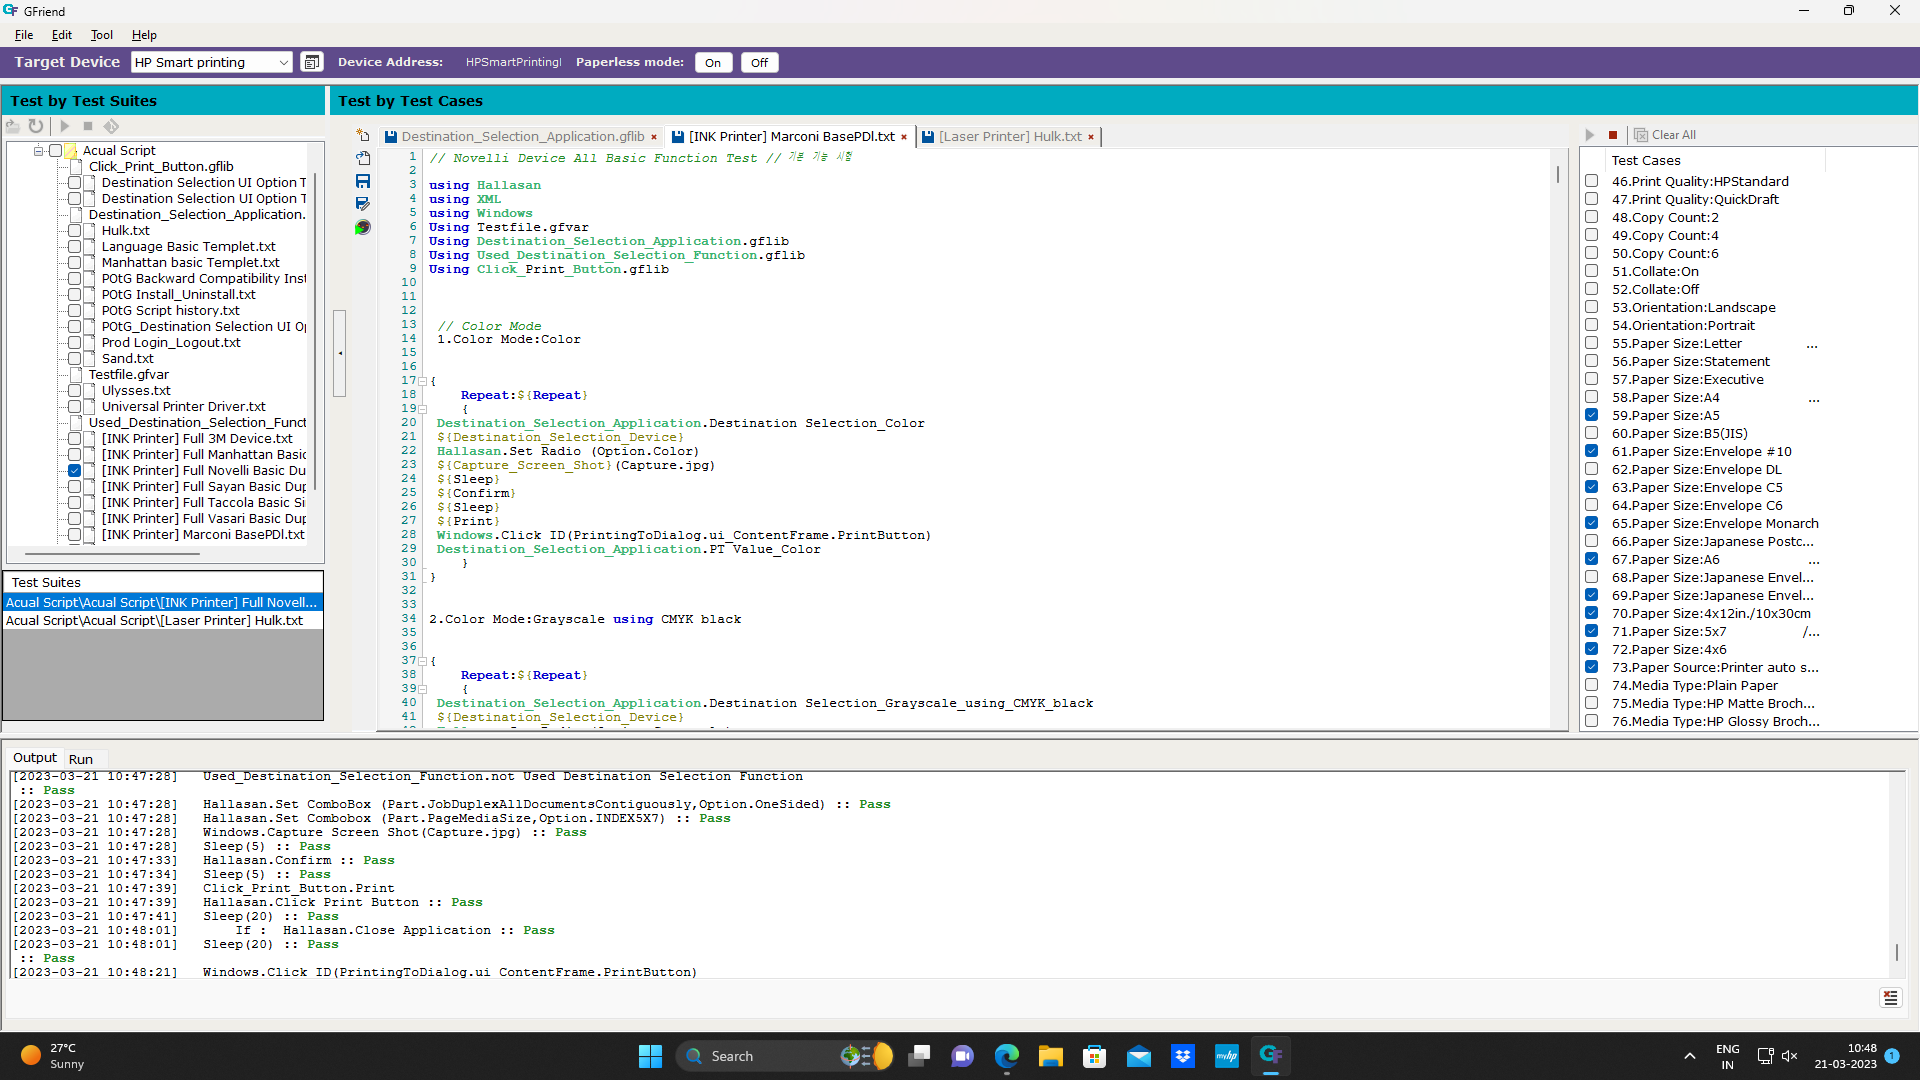 GFriend
File Edit Tool Help
Target Device HP Smart printing Device Address: HPSmartPrintingI Paperless mode: On Off
Test by Test Suites
Acual Script
Click_Print_Button.gflib
Destination Selection UI Option T
Destination Selection UI Option T
Destination_Selection_Application.
Hulk.txt
Language Basic Templet.txt
Manhattan basic Templet.txt
POtG Backward Compatibility Inst
POtG Install_Uninstall.txt
POtG Script history.txt
POtG_Destination Selection UI Op
Prod Login_Logout.txt
Sand.txt
Testfile.gfvar
Ulysses.txt
Universal Printer Driver.txt
Used_Destination_Selection_Funct
[INK Printer] Full 3M Device.txt
[INK Printer] Full Manhattan Basic
[INK Printer] Full Novelli Basic Du
[INK Printer] Full Sayan Basic Dup
[INK Printer] Full Taccola Basic Si
[INK Printer] Full Vasari Basic Dup
[INK Printer] Marconi BasePDl.txt
Test Suites
Acual Script\Acual Script\[INK Printer] Full Novell...
Acual Script\Acual Script\[Laser Printer] Hulk.txt
Test by Test Cases
Destination_Selection_Application.gflib [INK Printer] Marconi BasePDl.txt [Laser Printer] Hulk.txt
1 // Novelli Device All Basic Function Test // 기본 기능 시험
2
3 using Hallasan
4 using XML
5 using Windows
6 Using Testfile.gfvar
7 Using Destination_Selection_Application.gflib
8 Using Used_Destination_Selection_Function.gflib
9 Using Click_Print_Button.gflib
10
11
12
13 // Color Mode
14 1.Color Mode:Color
15
16
17 {
18 Repeat:${Repeat}
19 {
20 Destination_Selection_Application.Destination Selection_Color
21 ${Destination_Selection_Device}
22 Hallasan.Set Radio (Option.Color)
23 ${Capture_Screen_Shot}(Capture.jpg)
24 ${Sleep}
25 ${Confirm}
26 ${Sleep}
27 ${Print}
28 Windows.Click ID(PrintingToDialog.ui_ContentFrame.PrintButton)
29 Destination_Selection_Application.PT Value_Color
30 }
31 }
32
33
34 2.Color Mode:Grayscale using CMYK black
35
36
37 {
38 Repeat:${Repeat}
39 {
40 Destination_Selection_Application.Destination Selection_Grayscale_using_CMYK_black
41 ${Destination_Selection_Device}
Clear All
Test Cases
46.Print Quality:HPStandard
47.Print Quality:QuickDraft
48.Copy Count:2
49.Copy Count:4
50.Copy Count:6
51.Collate:On
52.Collate:Off
53.Orientation:Landscape
54.Orientation:Portrait
55.Paper Size:Letter ...
56.Paper Size:Statement
57.Paper Size:Executive
58.Paper Size:A4 ...
59.Paper Size:A5
60.Paper Size:B5(JIS)
61.Paper Size:Envelope #10
62.Paper Size:Envelope DL
63.Paper Size:Envelope C5
64.Paper Size:Envelope C6
65.Paper Size:Envelope Monarch
66.Paper Size:Japanese Postc...
67.Paper Size:A6 ...
68.Paper Size:Japanese Envel...
69.Paper Size:Japanese Envel...
70.Paper Size:4x12in./10x30cm
71.Paper Size:5x7 /...
72.Paper Size:4x6
73.Paper Source:Printer auto s...
74.Media Type:Plain Paper
75.Media Type:HP Matte Broch...
76.Media Type:HP Glossy Broch...
Output Run
[2023-03-21 10:47:28] Used_Destination_Selection_Function.not Used Destination Selection Function
:: Pass
[2023-03-21 10:47:28] Hallasan.Set ComboBox (Part.JobDuplexAllDocumentsContiguously,Option.OneSided) :: Pass
[2023-03-21 10:47:28] Hallasan.Set Combobox (Part.PageMediaSize,Option.INDEX5X7) :: Pass
[2023-03-21 10:47:28] Windows.Capture Screen Shot(Capture.jpg) :: Pass
[2023-03-21 10:47:28] Sleep(5) :: Pass
[2023-03-21 10:47:33] Hallasan.Confirm :: Pass
[2023-03-21 10:47:34] Sleep(5) :: Pass
[2023-03-21 10:47:39] Click_Print_Button.Print
[2023-03-21 10:47:39] Hallasan.Click Print Button :: Pass
[2023-03-21 10:47:41] Sleep(20) :: Pass
[2023-03-21 10:48:01] If : Hallasan.Close Application :: Pass
[2023-03-21 10:48:01] Sleep(20) :: Pass
:: Pass
[2023-03-21 10:48:21] Windows.Click ID(PrintingToDialog.ui_ContentFrame.PrintButton)
27°C
Sunny
Search
myhp
GF
ENG
IN
10:48
21-03-2023
1